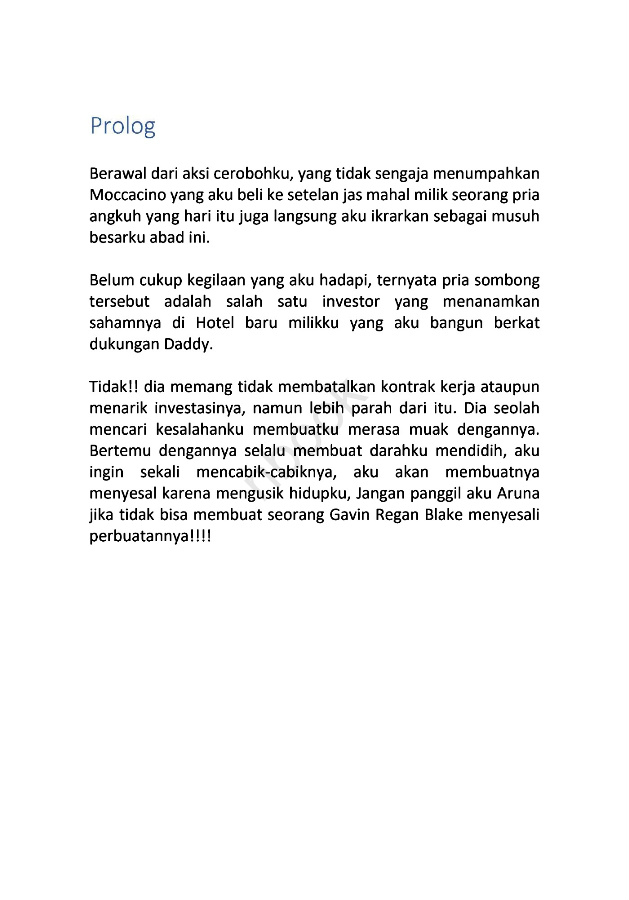 Prolog
Berawal dari aksi cerobohku, yang tidak sengaja menumpahkan
Moccacino yang aku beli ke setelan jas mahal milik seorang pria
angkuh yang hari itu juga langsung aku ikrarkan sebagai musuh
besarku abad ini.
Belum cukup kegilaan yang aku hadapi, ternyata pria sombong
tersebut adalah salah satu investor yang menanamkan
sahamnya di Hotel baru milikku yang aku bangun berkat
dukungan Daddy.
Tidak!! dia memang tidak membatalkan kontrak kerja ataupun
menarik investasinya, namun lebih parah dari itu. Dia seolah
mencari kesalahanku membuatku merasa muak dengannya.
Bertemu dengannya selalu membuat darahku mendidih, aku
ingin sekali mencabik-cabiknya, aku akan membuatnya
menyesal karena mengusik hidupku, Jangan panggil aku Aruna
jika tidak bisa membuat seorang Gavin Regan Blake menyesali
perbuatannya!!!!